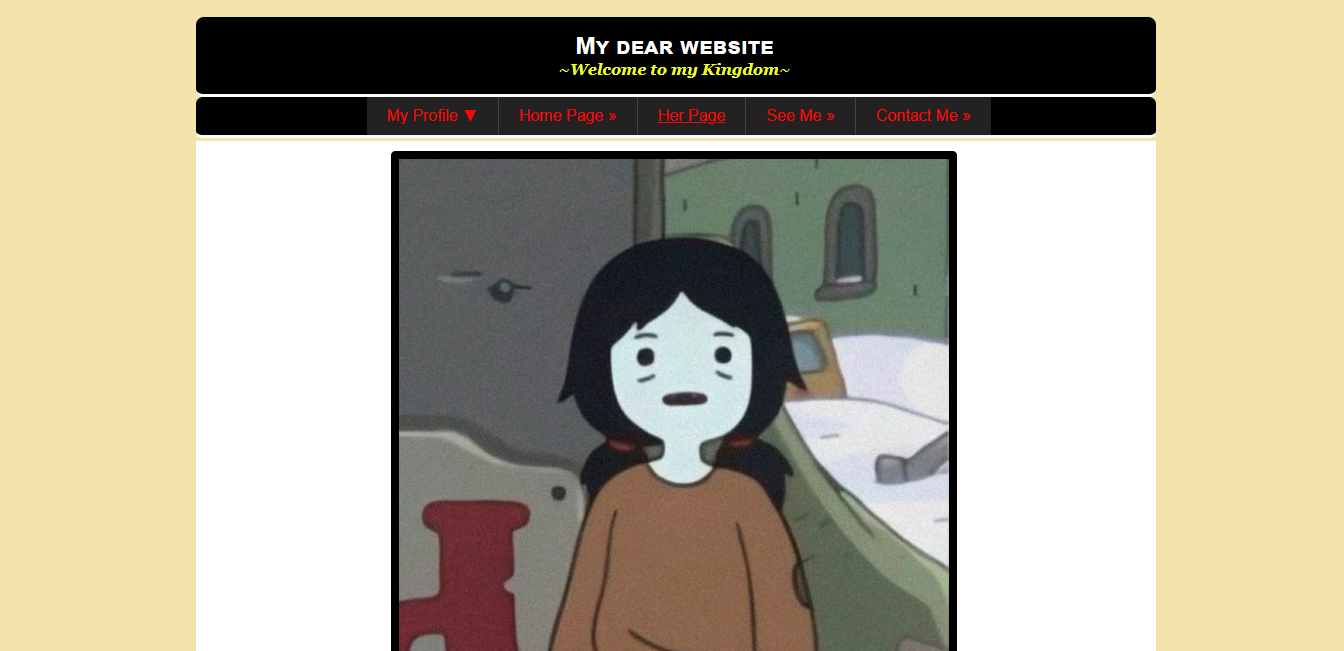 My dear website
~Welcome to my Kingdom~
My Profile ▼ Home Page » Her Page See Me » Contact Me »